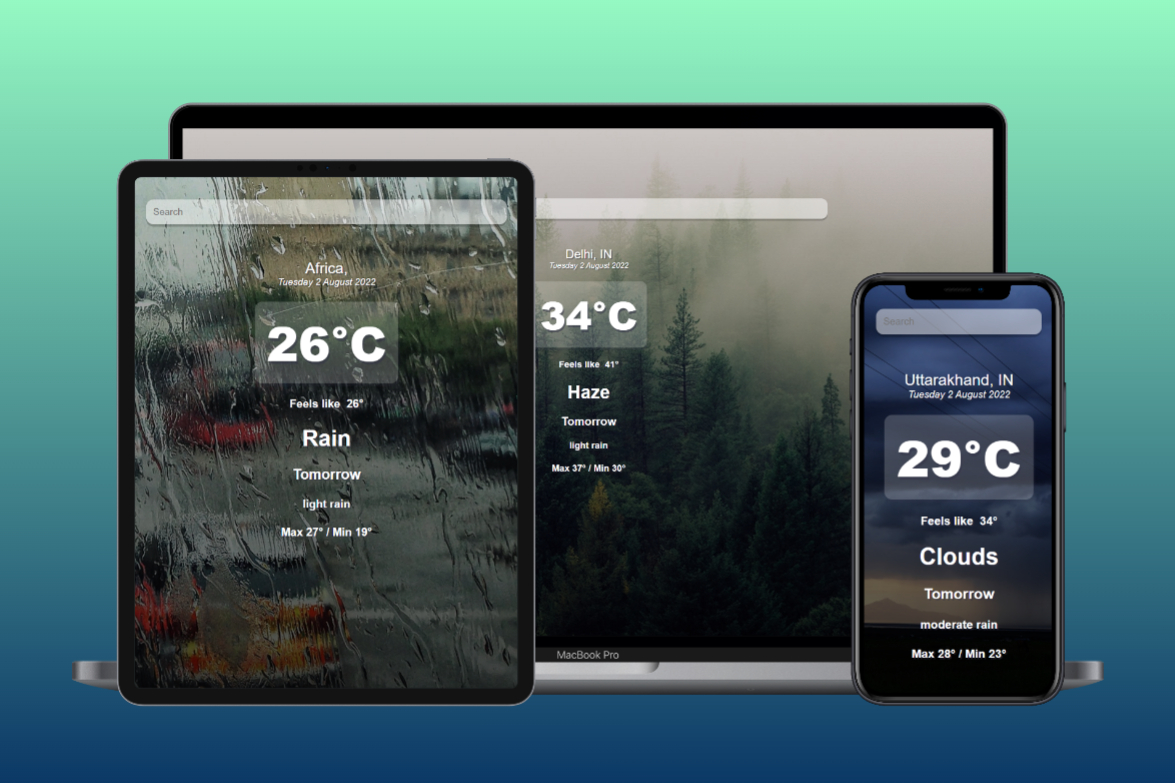 Search
Africa,
Tuesday 2 August 2022
26°C
Feels like 26°
Rain
Tomorrow
light rain
Max 27° / Min 19°
Delhi, IN
Tuesday 2 August 2022
34°C
Feels like 41°
Haze
Tomorrow
light rain
Max 37° / Min 30°
MacBook Pro
Search
Uttarakhand, IN
Tuesday 2 August 2022
29°C
Feels like 34°
Clouds
Tomorrow
moderate rain
Max 28° / Min 23°